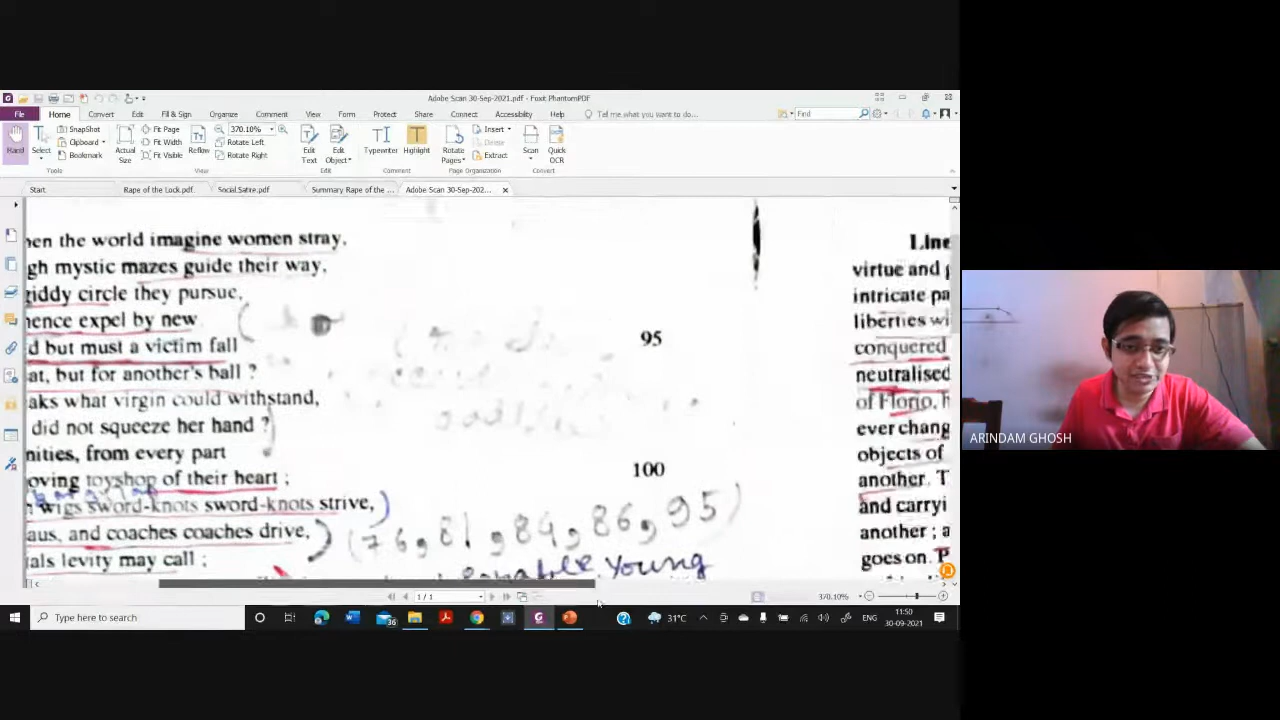 Adobe Scan 30-Sep-2021.pdf - Foxit PhantomPDF
File Home Convert Edit Fill & Sign Organize Comment View Form Protect Share Connect Accessibility Help Tell me what you want to do... Find
Hand
Select
SnapShot
Clipboard
Bookmark
Tools
Actual Size
Fit Page
Fit Width
Fit Visible
Reflow
370.10%
Rotate Left
Rotate Right
View
Edit Text
Edit Object
Edit
Typewriter
Highlight
Comment
Rotate Pages
Insert
Delete
Extract
Page Organization
Scan
Quick OCR
Convert
Start Rape of the Lock.pdf Social Satire.pdf Summary Rape of the ... Adobe Scan 30-Sep-202...
en the world imagine women stray,
gh mystic mazes guide their way,
iddy circle they pursue,
hence expel by new
95
d but must a victim fall
at, but for another's ball ?
aks what virgin could withstand,
did not squeeze her hand ?
nities, from every part
100
oving toyshop of their heart ;
wigs sword-knots sword-knots strive,
aus, and coaches coaches drive,
(76, 81, 84, 86, 95)
als levity may call ;
Young
Line
virtue and
intricate pa
liberties wi
conquered
neutralised
of Florio, h
ever chang
objects of
another. T
and carryi
another ; a
goes on. P
1 / 1
370.10%
Type here to search
36
31°C
ENG
11:50
30-09-2021
ARINDAM GHOSH